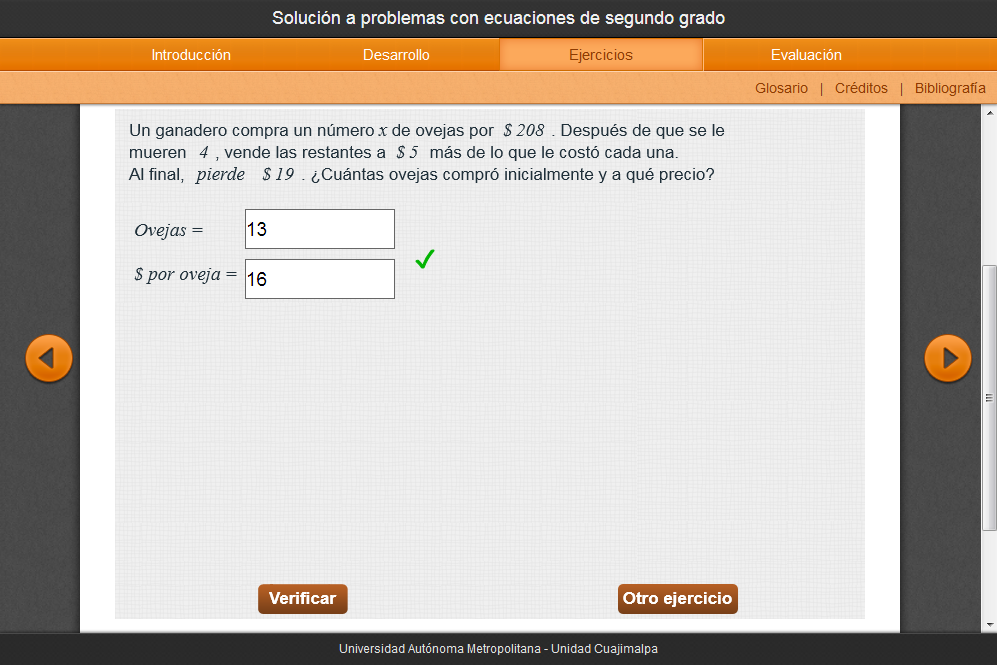 Solución a problemas con ecuaciones de segundo grado
Introducción Desarrollo Ejercicios Evaluación
Glosario | Créditos | Bibliografía
Un ganadero compra un número x de ovejas por $ 208 . Después de que se le
mueren 4 , vende las restantes a $ 5 más de lo que le costó cada una.
Al final, pierde $ 19 . ¿Cuántas ovejas compró inicialmente y a qué precio?
Ovejas = 13
$ por oveja = 16
Verificar Otro ejercicio
Universidad Autónoma Metropolitana - Unidad Cuajimalpa